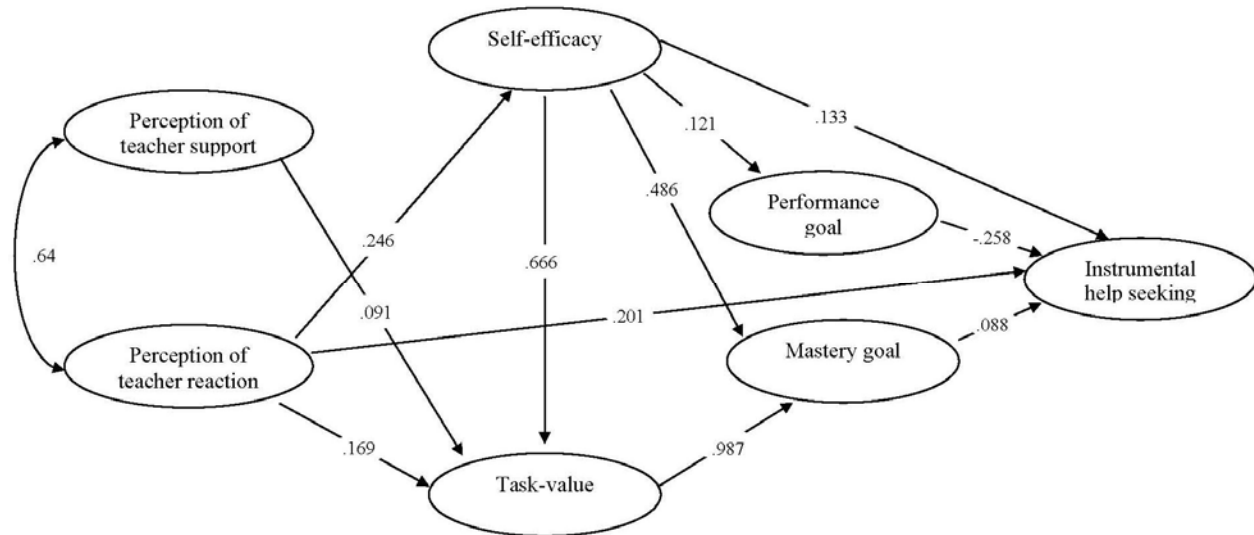 Self-efficacy
Perception of
teacher support
.121
.133
.486
Performance
goal
.64
.246
.666
-.258
Instrumental
help seeking
.091
.201
.088
Perception of
teacher reaction
Mastery goal
.169
.987
Task-value